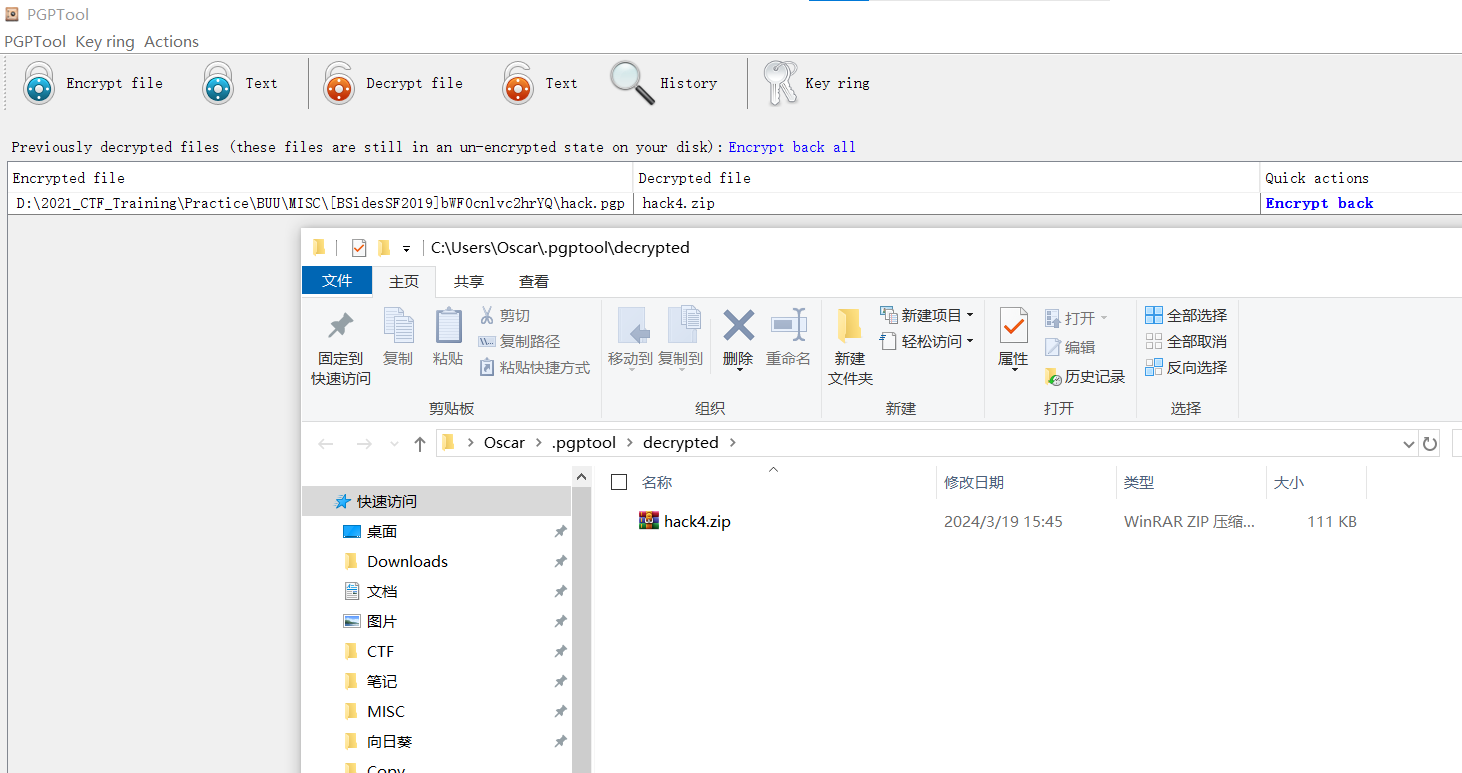 PGPTool
PGPTool Key ring Actions
Encrypt file Text Decrypt file Text History Key ring
Previously decrypted files (these files are still in an un-encrypted state on your disk): Encrypt back all
Encrypted file Decrypted file Quick actions
D:\2021_CTF_Training\Practice\BUU\MISC\[BSidesSF2019]bWF0cnlvc2hrYQ\hack.pgp hack4.zip Encrypt back
C:\Users\Oscar\.pgptool\decrypted
文件 主页 共享 查看
固定到快速访问
复制
粘贴
剪切
复制路径
粘贴快捷方式
剪贴板
移动到
复制到
删除
重命名
组织
新建文件夹
新建项目
轻松访问
新建
属性
打开
编辑
历史记录
打开
全部选择
全部取消
反向选择
选择
Oscar .pgptool decrypted
名称 修改日期 类型 大小
hack4.zip 2024/3/19 15:45 WinRAR ZIP 压缩... 111 KB
快速访问
桌面
Downloads
文档
图片
CTF
笔记
MISC
向日葵
Copy